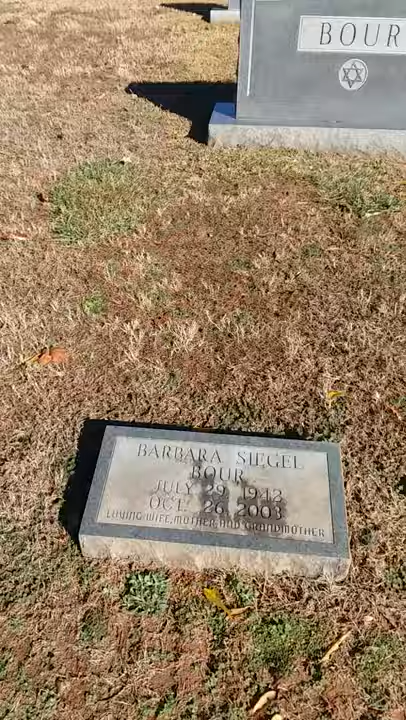 BOUR
BARBARA SIEGEL
BOUR
JULY 29 1942
OCT. 26 2003
LOVING WIFE, MOTHER AND GRANDMOTHER